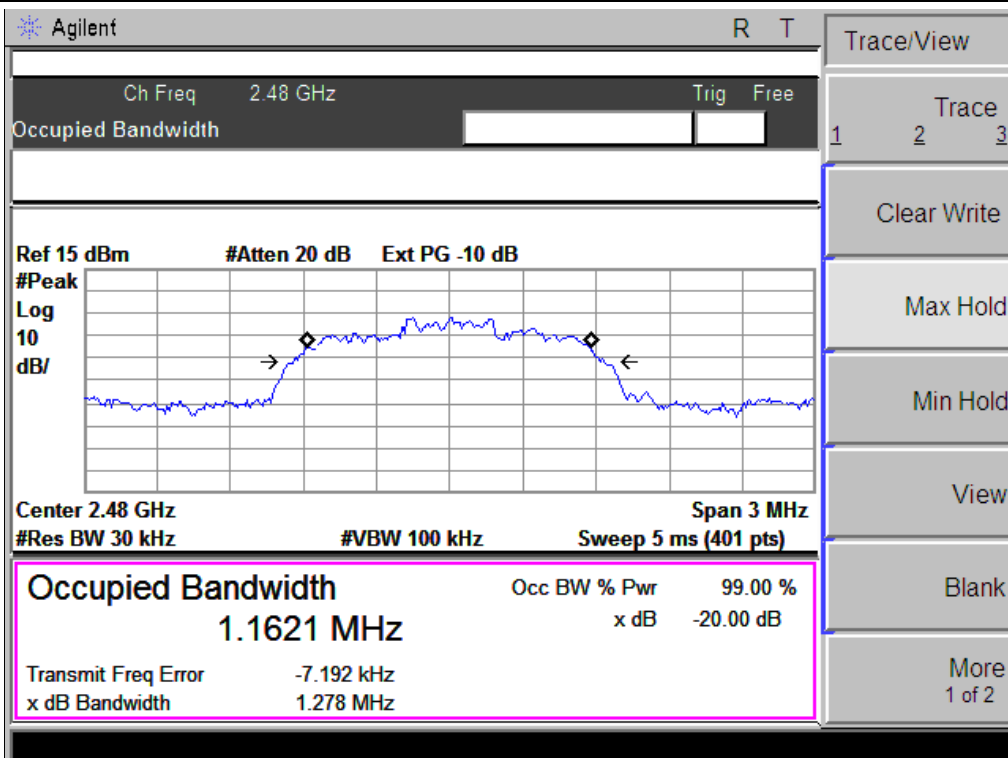 Agilent R T
Trace/View
Ch Freq 2.48 GHz Trig Free
Occupied Bandwidth
Trace
1 2 3
Clear Write
Max Hold
Min Hold
View
Blank
More
1 of 2
Ref 15 dBm #Atten 20 dB Ext PG -10 dB
#Peak
Log
10
dB/
Center 2.48 GHz Span 3 MHz
#Res BW 30 kHz #VBW 100 kHz Sweep 5 ms (401 pts)
Occupied Bandwidth Occ BW % Pwr 99.00 %
1.1621 MHz x dB -20.00 dB
Transmit Freq Error -7.192 kHz
x dB Bandwidth 1.278 MHz